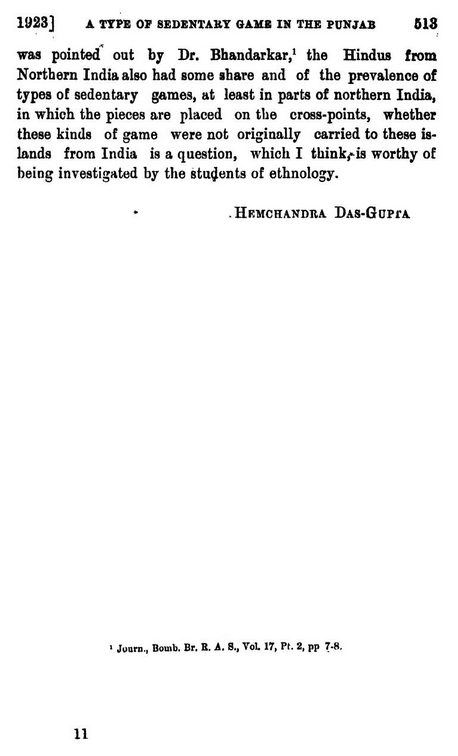 1923] A TYPE OF SEDENTARY GAME IN THE PUNJAB 513
was pointed out by Dr. Bhandarkar,¹ the Hindus from
Northern India also had some share and of the prevalence of
types of sedentary games, at least in parts of northern India,
in which the pieces are placed on the cross-points, whether
these kinds of game were not originally carried to these is-
lands from India is a question, which I think, is worthy of
being investigated by the students of ethnology.
HEMCHANDRA DAS-GUPTA
¹ Journ., Bomb. Br. R. A. S., Vol. 17, Pt. 2, pp 7-8.
11